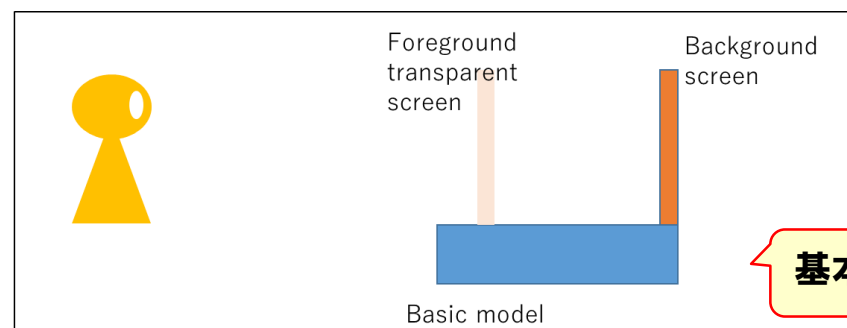 Foreground
transparent
screen
Background
screen
基本
Basic model